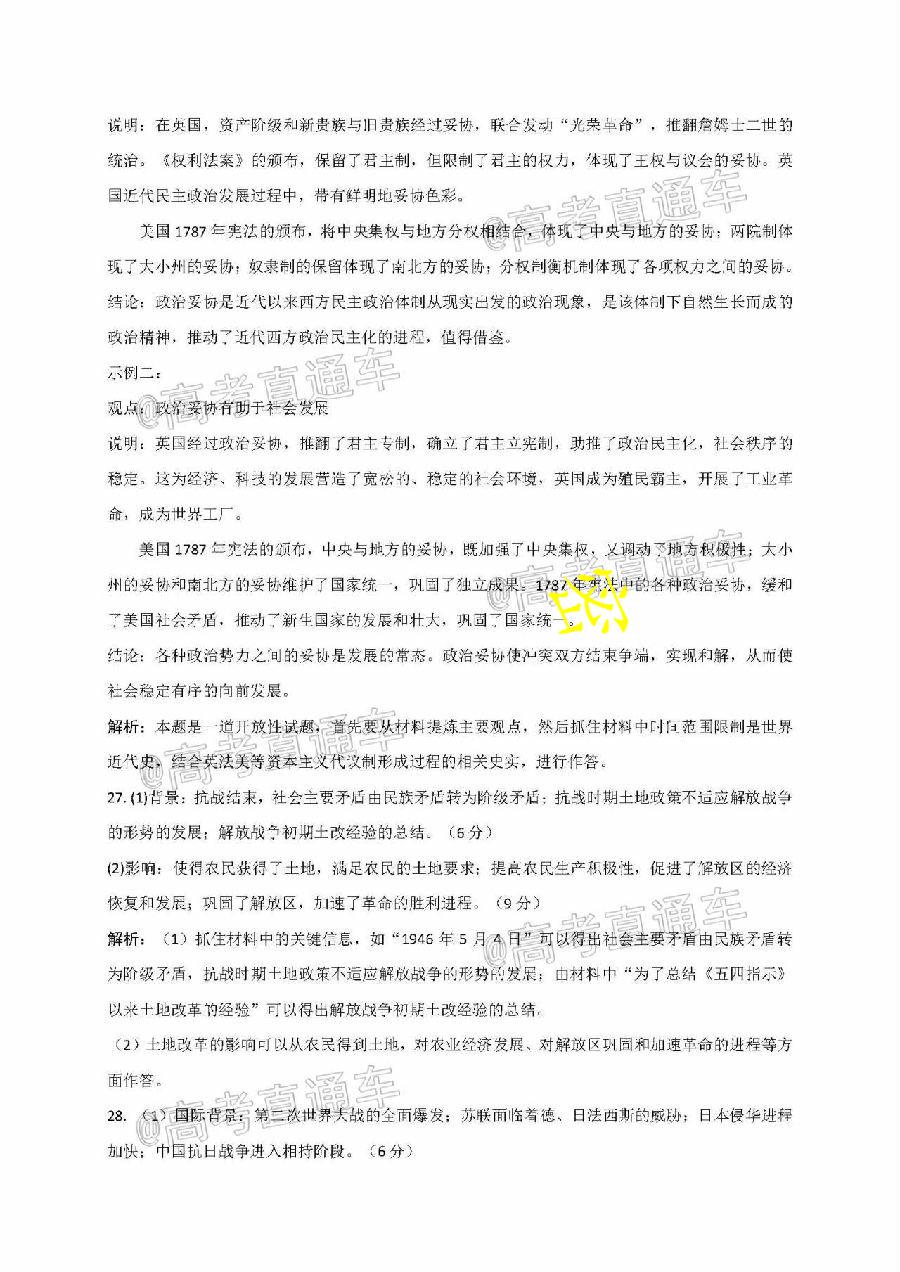 说明：在英国，资产阶级和新贵族与旧贵族经过妥协，联合发动“光荣革命”，推翻詹姆士二世的
统治。《权利法案》的颁布，保留了君主制，但限制了君主的权力，体现了王权与议会的妥协。英
国近代民主政治发展过程中，带有鲜明地妥协色彩。
@高考直通车
美国 1787 年宪法的颁布，将中央集权与地方分权相结合，体现了中央与地方的妥协；两院制体
现了大小州的妥协；奴隶制的保留体现了南北方的妥协；分权制衡机制体现了各项权力之间的妥协。
结论：政治妥协是近代以来西方民主政治体制从现实出发的政治现象，是该体制下自然生长而成的
政治精神，推动了近代西方政治民主化的进程，值得借鉴。
示例二：
@高考直通车
观点：政治妥协有助于社会发展
说明：英国经过政治妥协，推翻了君主专制，确立了君主立宪制，助推了政治民主化，社会秩序的
稳定。这为经济、科技的发展营造了宽松的、稳定的社会环境，英国成为殖民霸主，开展了工业革
命，成为世界工厂。
美国 1787 年宪法的颁布，中央与地方的妥协，既加强了中央集权，又调动了地方积极性；大小
@高考直通车
州的妥协和南北方的妥协维护了国家统一，巩固了独立成果。1787 年宪法中的各种政治妥协，缓和
了美国社会矛盾，推动了新生国家的发展和壮大，巩固了国家统一。
结论：各种政治势力之间的妥协是发展的常态。政治妥协使冲突双方结束争端，实现和解，从而使
社会稳定有序的向前发展。
解析：本题是一道开放性试题，首先要从材料提炼主要观点，然后抓住材料中时间范围限制是世界
@高考直通车
近代史，结合英法美等资本主义代议制形成过程的相关史实，进行作答。
27. (1)背景：抗战结束，社会主要矛盾由民族矛盾转为阶级矛盾；抗战时期土地政策不适应解放战争
的形势的发展；解放战争初期土改经验的总结。（6 分）
(2)影响：使得农民获得了土地，满足农民的土地要求；提高农民生产积极性，促进了解放区的经济
恢复和发展；巩固了解放区，加速了革命的胜利进程。（9 分）
@高考直通车
解析：（1）抓住材料中的关键信息，如“1946 年 5 月 4 日”可以得出社会主要矛盾由民族矛盾转
为阶级矛盾，抗战时期土地政策不适应解放战争的形势的发展；由材料中“为了总结《五四指示》
以来土地改革的经验”可以得出解放战争初期土改经验的总结。
（2）土地改革的影响可以从农民得到土地，对农业经济发展、对解放区巩固和加速革命的进程等方
面作答。
28. （1）国际背景：第二次世界大战的全面爆发；苏联面临着德、日法西斯的威胁；日本侵华进程
@高考直通车
加快；中国抗日战争进入相持阶段。（6 分）